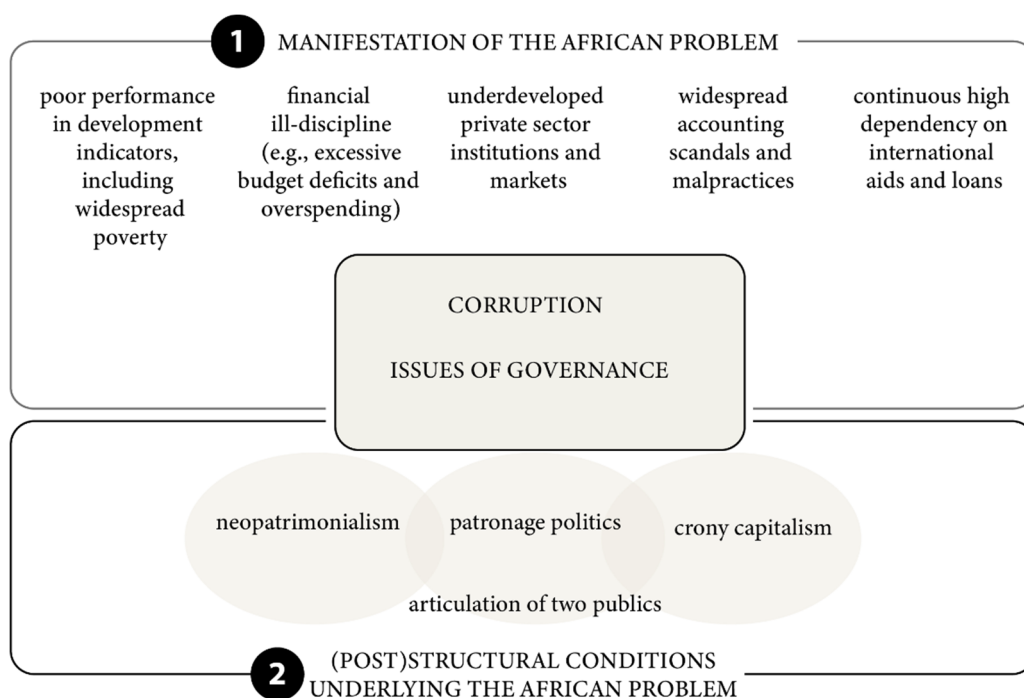 1 MANIFESTATION OF THE AFRICAN PROBLEM
poor performance
in development
indicators,
including
widespread
poverty
financial
ill-discipline
(e.g., excessive
budget deficits and
overspending)
underdeveloped
private sector
institutions and
markets
widespread
accounting
scandals and
malpractices
continuous high
dependency on
international
aids and loans
CORRUPTION
ISSUES OF GOVERNANCE
neopatrimonialism
patronage politics
crony capitalism
articulation of two publics
2 (POST)STRUCTURAL CONDITIONS
UNDERLYING THE AFRICAN PROBLEM